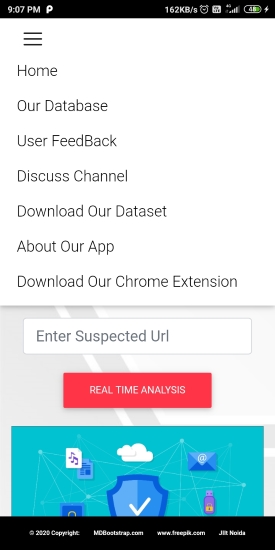 9:07 PM P 162KB/s 4G 48
Home
Our Database
User FeedBack
Discuss Channel
Download Our Dataset
About Our App
Download Our Chrome Extension
Enter Suspected Url
REAL TIME ANALYSIS
@
© 2020 Copyright: MDBootstrap.com www.freepik.com JIIt Noida